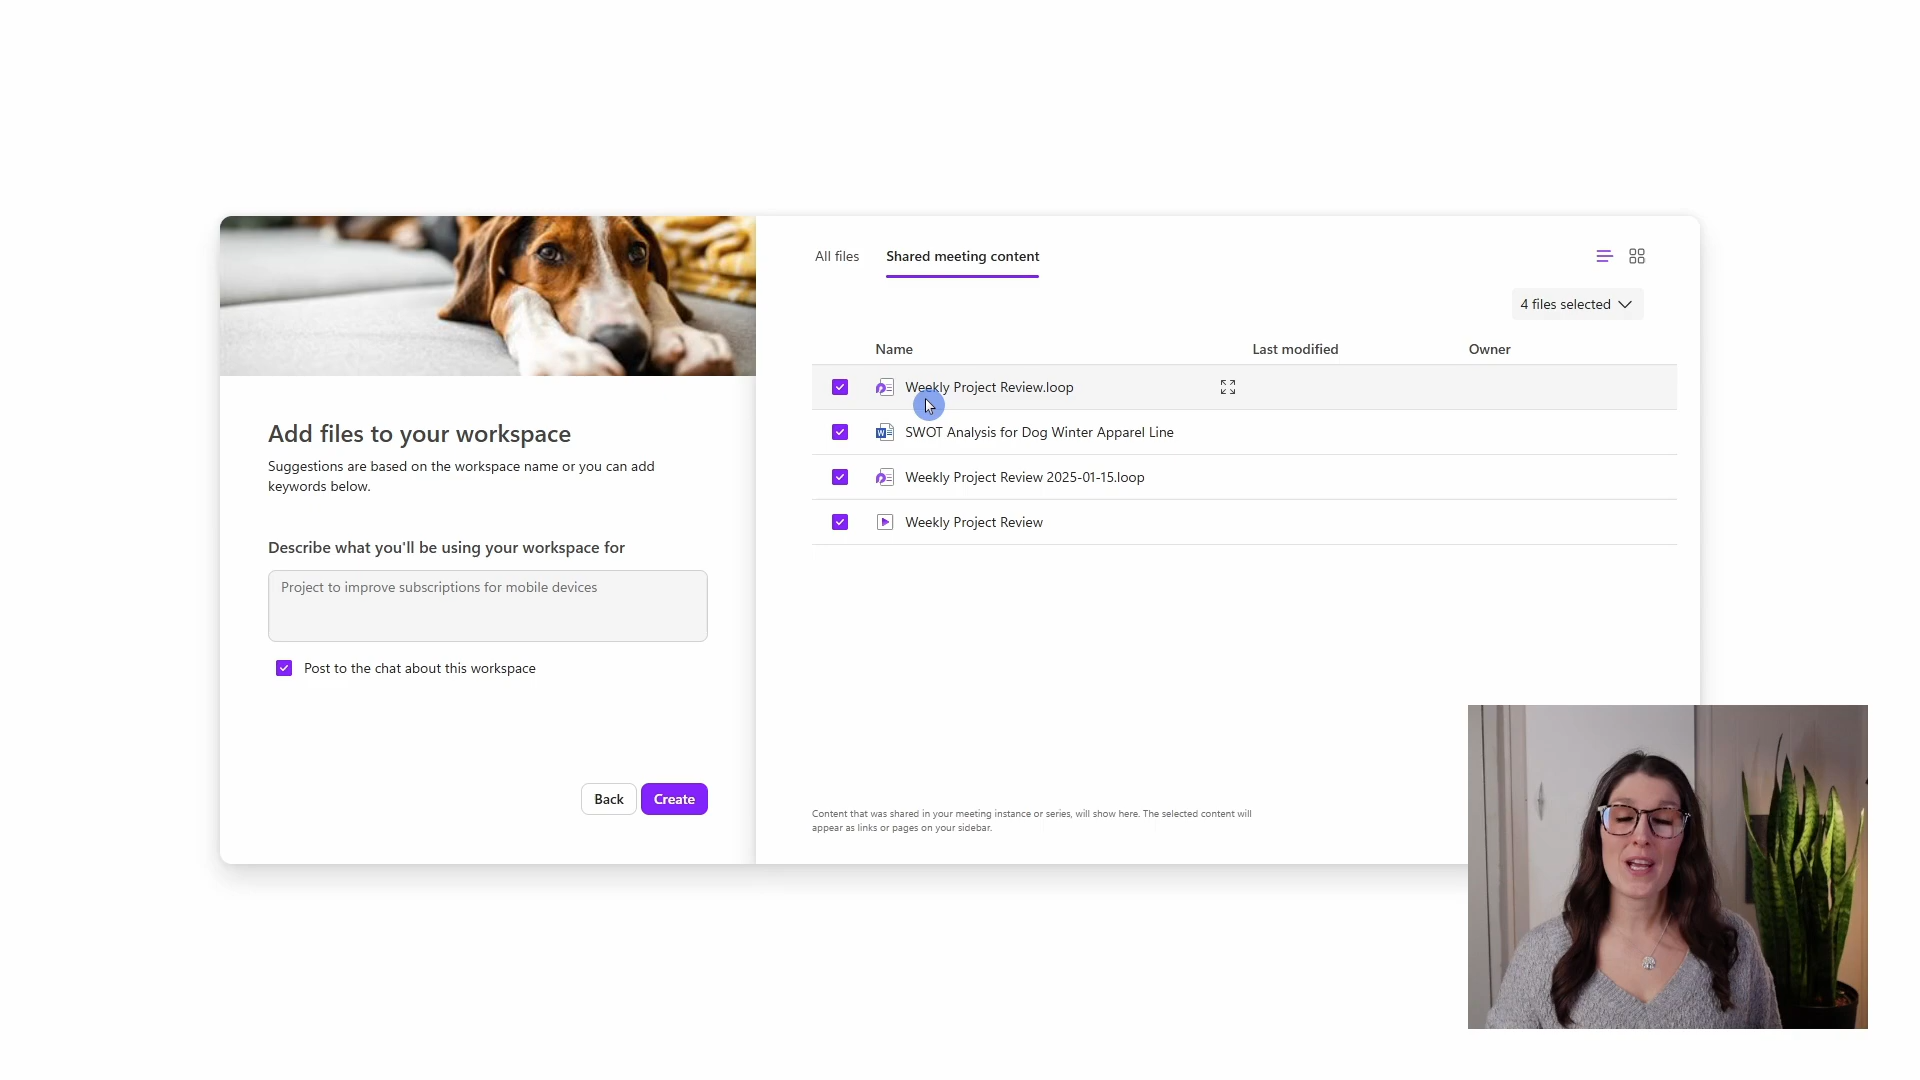 All files
Shared meeting content
4 files selected
Name
Last modified
Owner
Weekly Project Review.loop
SWOT Analysis for Dog Winter Apparel Line
Weekly Project Review 2025-01-15.loop
Weekly Project Review
Content that was shared in your meeting instance or series, will show here. The selected content will
appear as links or pages on your sidebar.
Add files to your workspace
Suggestions are based on the workspace name or you can add
keywords below.
Describe what you'll be using your workspace for
Project to improve subscriptions for mobile devices
Post to the chat about this workspace
Back
Create